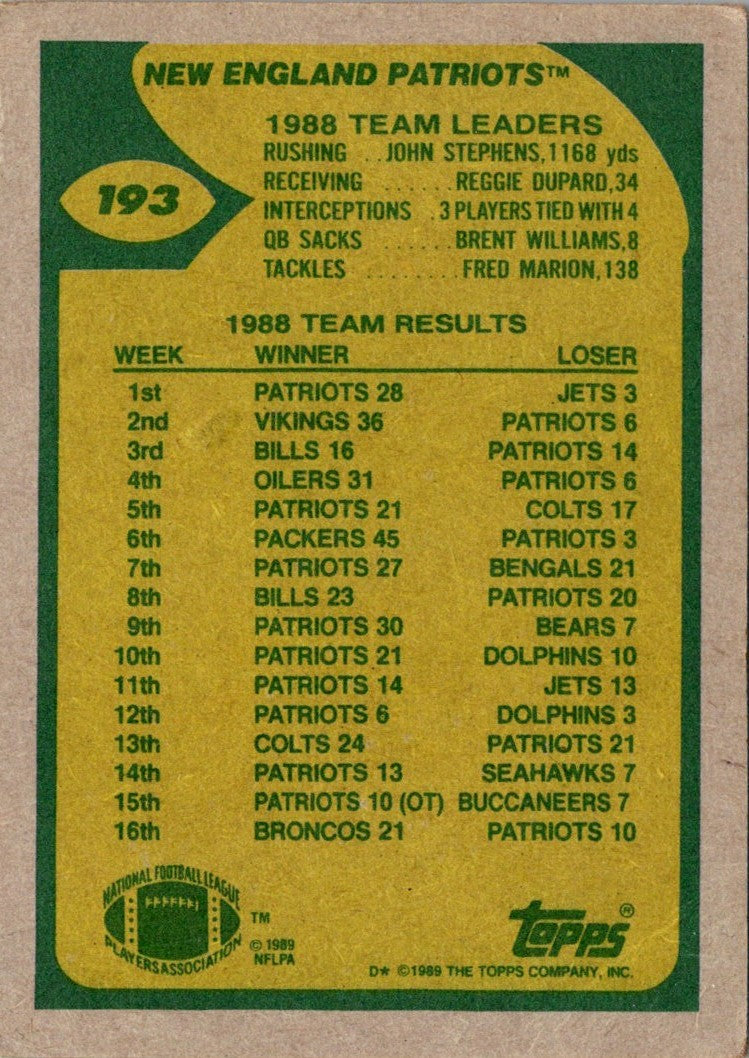 NEW ENGLAND PATRIOTS™
1988 TEAM LEADERS
RUSHING ..JOHN STEPHENS,1168 yds
193
RECEIVING ......REGGIE DUPARD,34
INTERCEPTIONS .3 PLAYERS TIED WITH 4
QB SACKS ......BRENT WILLIAMS,8
TACKLES ........FRED MARION,138
1988 TEAM RESULTS
WEEK WINNER LOSER
1st PATRIOTS 28 JETS 3
2nd VIKINGS 36 PATRIOTS 6
3rd BILLS 16 PATRIOTS 14
4th OILERS 31 PATRIOTS 6
5th PATRIOTS 21 COLTS 17
6th PACKERS 45 PATRIOTS 3
7th PATRIOTS 27 BENGALS 21
8th BILLS 23 PATRIOTS 20
9th PATRIOTS 30 BEARS 7
10th PATRIOTS 21 DOLPHINS 10
11th PATRIOTS 14 JETS 13
12th PATRIOTS 6 DOLPHINS 3
13th COLTS 24 PATRIOTS 21
14th PATRIOTS 13 SEAHAWKS 7
15th PATRIOTS 10 (OT) BUCCANEERS 7
16th BRONCOS 21 PATRIOTS 10
NATIONAL FOOTBALL LEAGUE
PLAYERS ASSOCIATION
™
© 1989
NFLPA
topps®
D* ©1989 THE TOPPS COMPANY, INC.